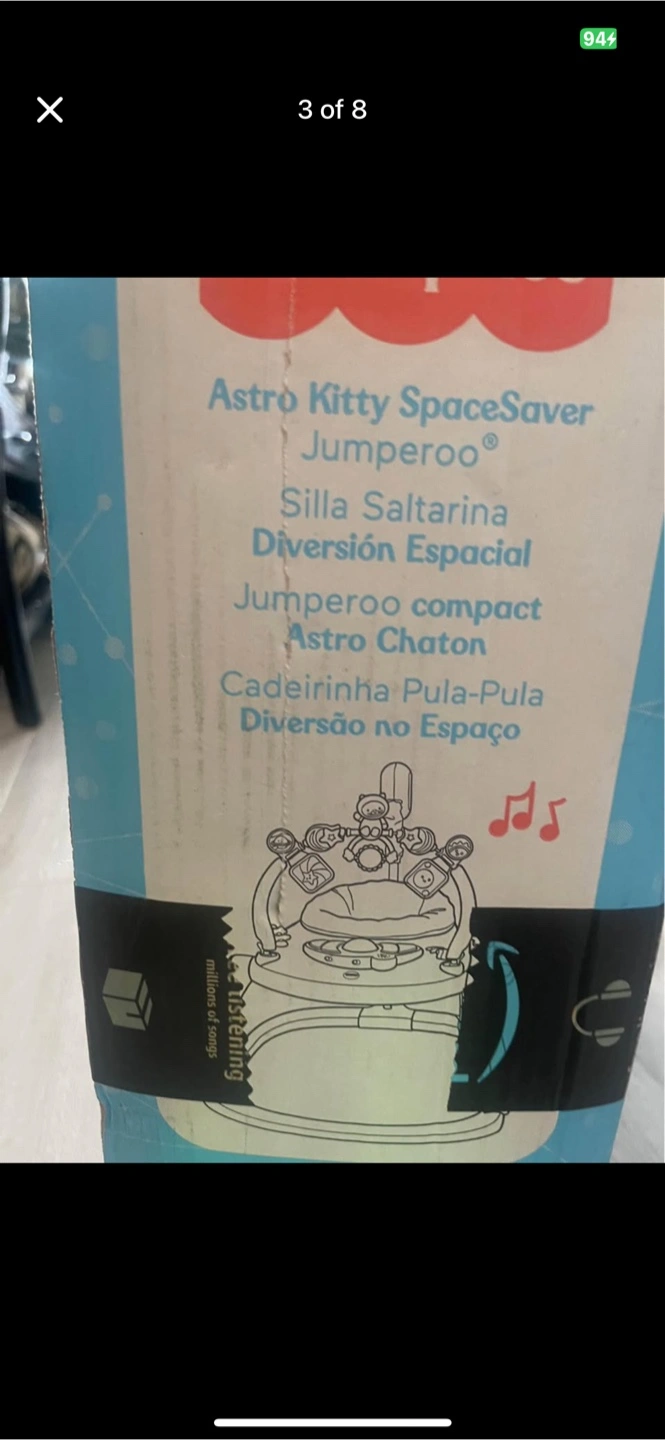 94
3 of 8
Astro Kitty SpaceSaver
Jumperoo®
Silla Saltarina
Diversión Espacial
Jumperoo compact
Astro Chaton
Cadeirinha Pula-Pula
Diversão no Espaço
listening
millions of songs